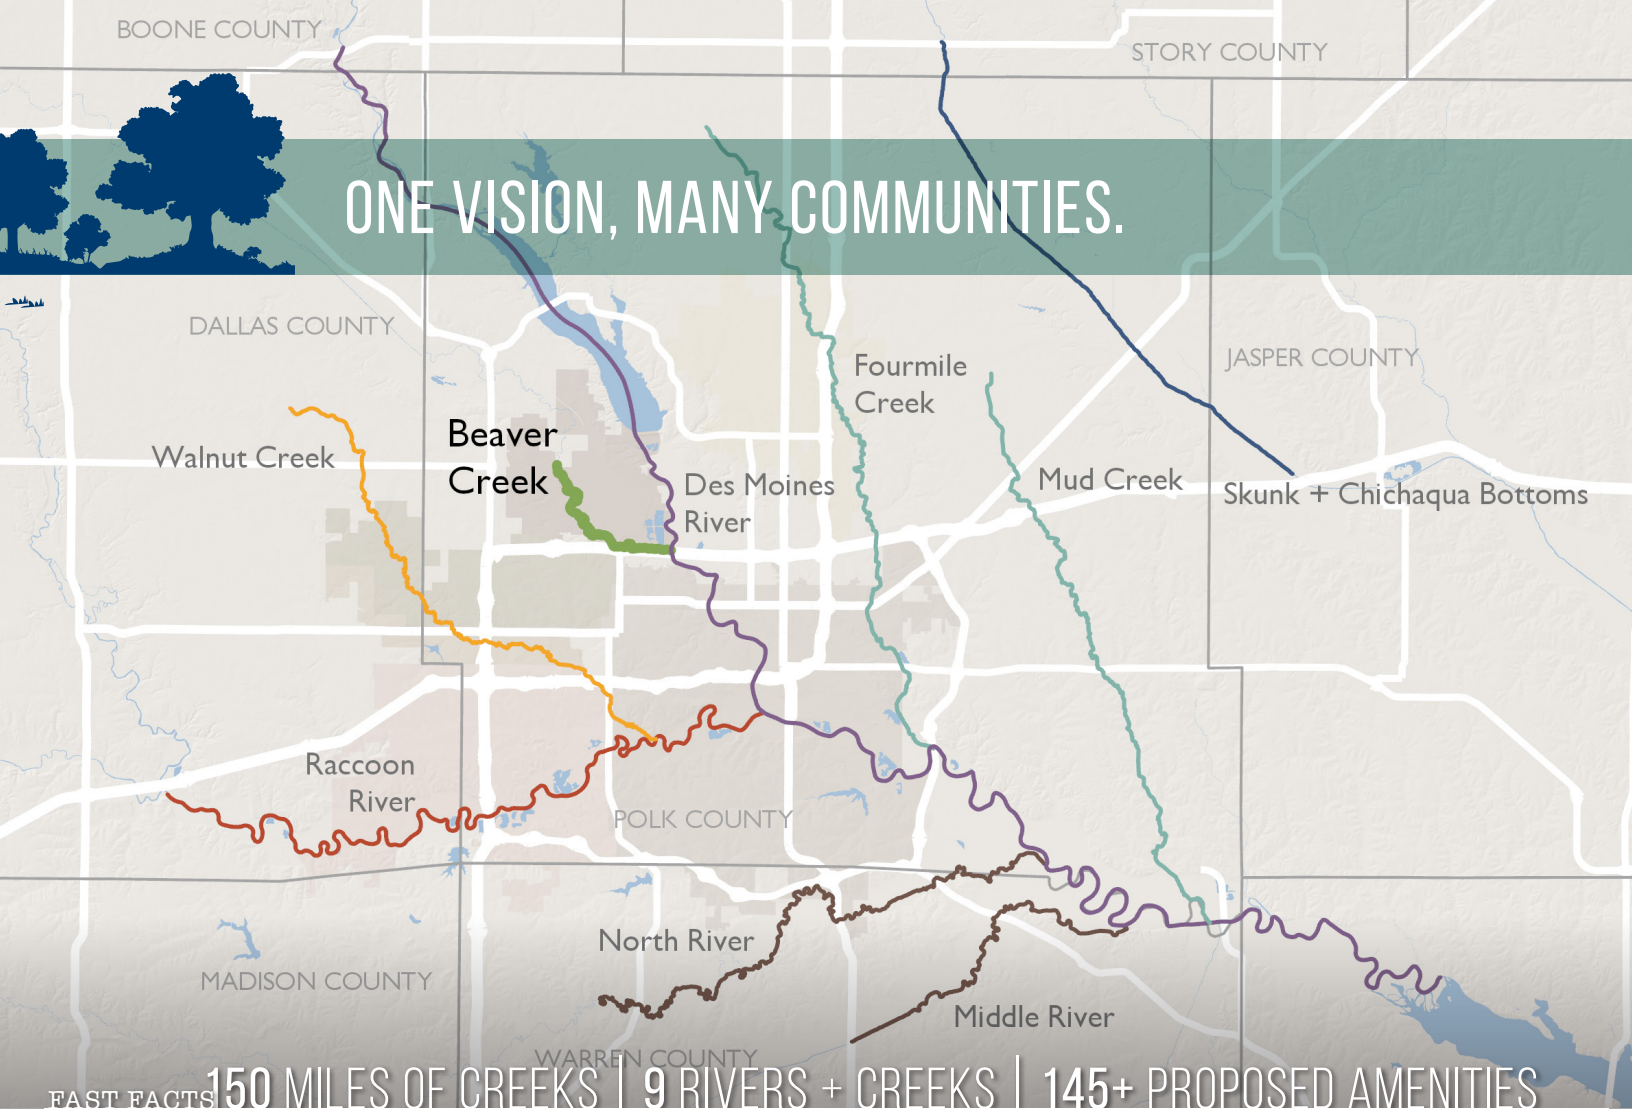 BOONE COUNTY
STORY COUNTY
ONE VISION, MANY COMMUNITIES.
DALLAS COUNTY
JASPER COUNTY
Fourmile
Creek
Beaver
Creek
Walnut Creek
Des Moines
River
Mud Creek
Skunk + Chichaqua Bottoms
Raccoon
River
POLK COUNTY
North River
MADISON COUNTY
Middle River
WARREN COUNTY
FAST FACTS 150 MILES OF CREEKS | 9 RIVERS + CREEKS | 145+ PROPOSED AMENITIES